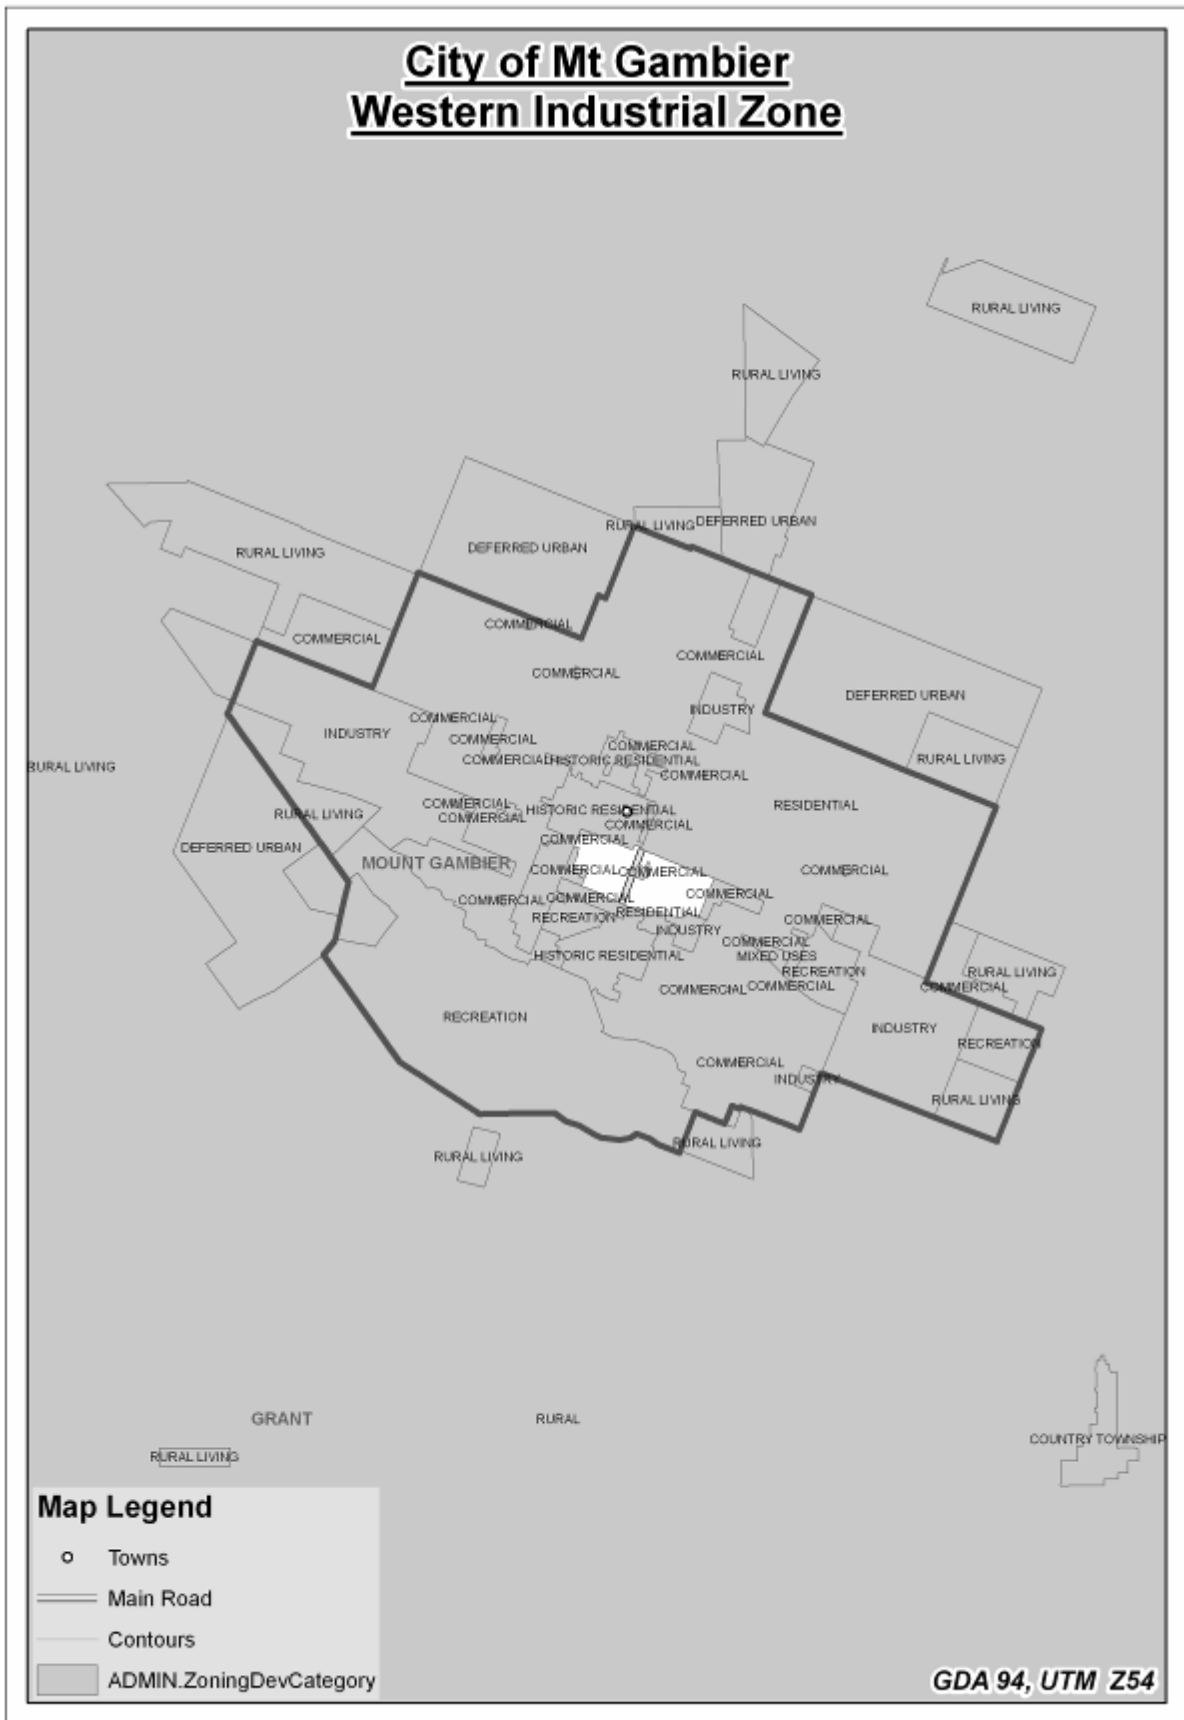 City of Mt Gambier
Western Industrial Zone
RURAL LIVING
RURAL LIVING
RURAL LIVING
DEFERRED URBAN
DEFERRED URBAN
RURAL LIVING
COMMERCIAL
COMMERCIAL
COMMERCIAL
COMMERCIAL
DEFERRED URBAN
INDUSTRY
COMMERCIAL
INDUSTRY
COMMERCIAL
COMMERCIAL
RURAL LIVING
COMMERCIAL
HISTORIC RESIDENTIAL
RURAL LIVING
COMMERCIAL
COMMERCIAL
RESIDENTIAL
HISTORIC RESIDENTIAL
RURAL LIVING
COMMERCIAL
COMMERCIAL
COMMERCIAL
DEFERRED URBAN
MOUNT GAMBIER
COMMERCIAL
COMMERCIAL
COMMERCIAL
COMMERCIAL
COMMERCIAL
COMMERCIAL
COMMERCIAL
RECREATION
RESIDENTIAL
COMMERCIAL
INDUSTRY
COMMERCIAL
HISTORIC RESIDENTIAL
MIXED USES
RECREATION
RURAL LIVING
COMMERCIAL
COMMERCIAL
COMMERCIAL
RECREATION
INDUSTRY
RECREATION
COMMERCIAL
INDUSTRY
RURAL LIVING
RURAL LIVING
RURAL LIVING
GRANT
RURAL
COUNTRY TOWNSHIP
RURAL LIVING
Map Legend
Towns
Main Road
Contours
ADMIN.ZoningDevCategory
GDA 94, UTM Z54